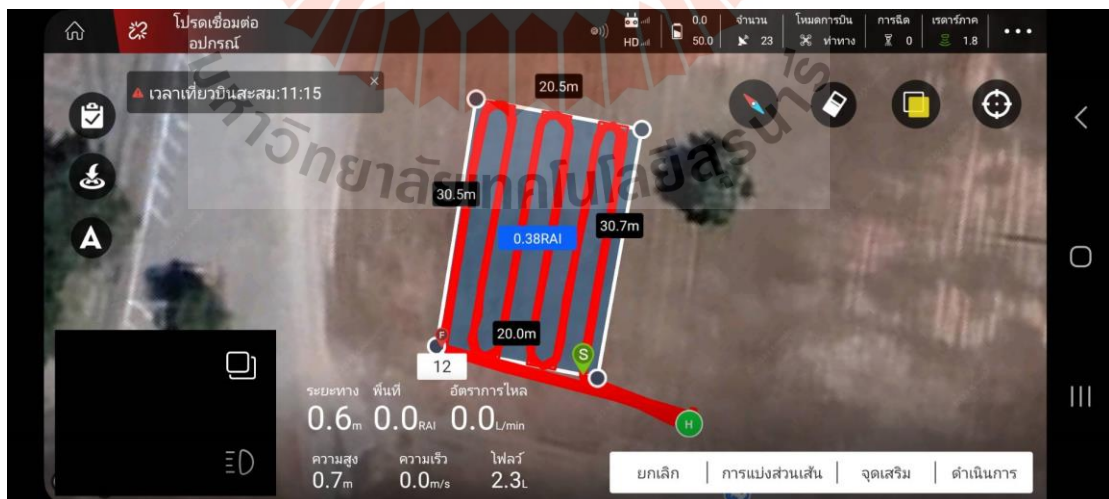 โปรดเชื่อมต่อ
อปกรณ์
HD
0.0
50.0
จำนวน
23
โหมดการบิน
ท่าทาง
การฉีด
0
เรดาร์ภาค
1.8
เวลาเที่ยวบินสะสม:11:15
×
20.5m
มหาวิทยาลัยเทคโนโลยีสุรนารี
30.5m
30.7m
0.38RAI
A
20.0m
F
S
12
H
ระยะทาง พื้นที่ อัตราการไหล
0.6m 0.0RAI 0.0L/min
ความสูง ความเร็ว ไฟลว์
0.7m 0.0m/s 2.3L
ยกเลิก การแบ่งส่วนเส้น จุดเสริม ดำเนินการ